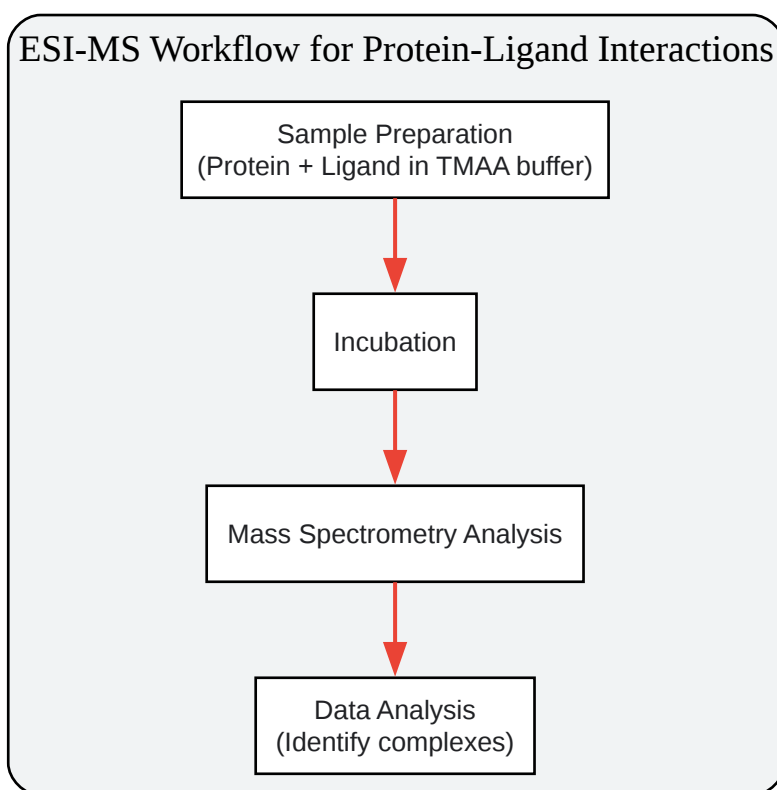 ESI-MS Workflow for Protein-Ligand Interactions
Sample Preparation
(Protein + Ligand in TMAA buffer)
Incubation
Mass Spectrometry Analysis
Data Analysis
(Identify complexes)